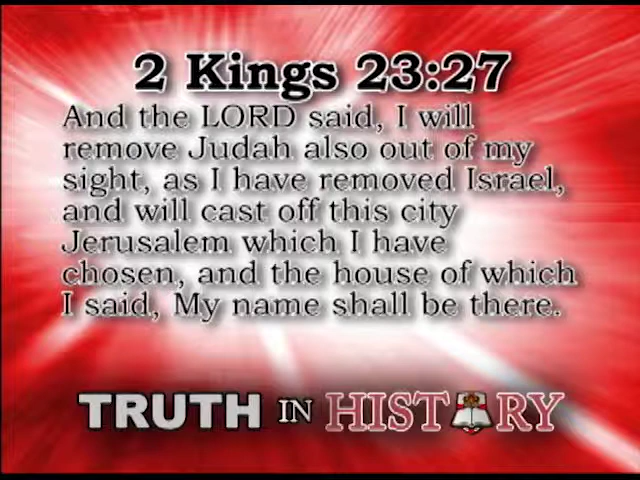 2 Kings 23:27
And the LORD said, I will
remove Judah also out of my
sight, as I have removed Israel,
and will cast off this city
Jerusalem which I have
chosen, and the house of which
I said, My name shall be there.
TRUTH IN HISTORY